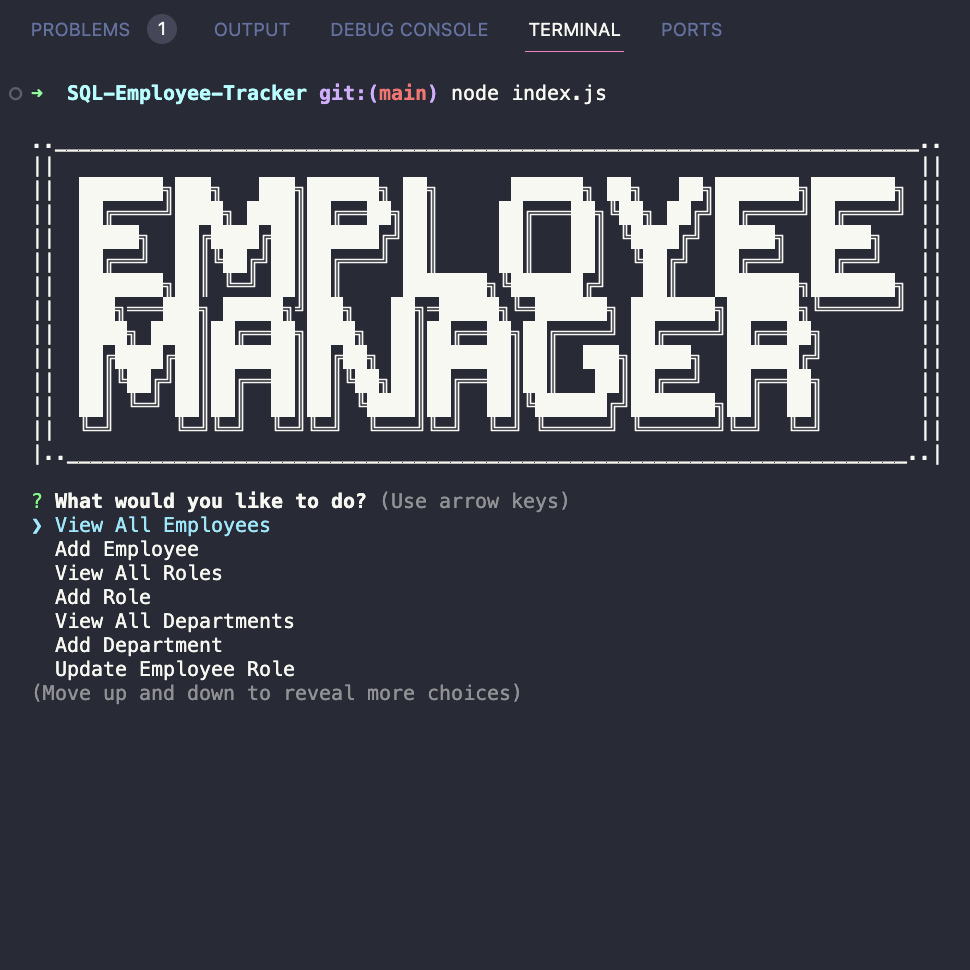 PROBLEMS 1 OUTPUT DEBUG CONSOLE TERMINAL PORTS
➜ SQL-Employee-Tracker git:(main) node index.js
EMPLOYEE
MANAGER
? What would you like to do? (Use arrow keys)
❯ View All Employees
Add Employee
View All Roles
Add Role
View All Departments
Add Department
Update Employee Role
(Move up and down to reveal more choices)